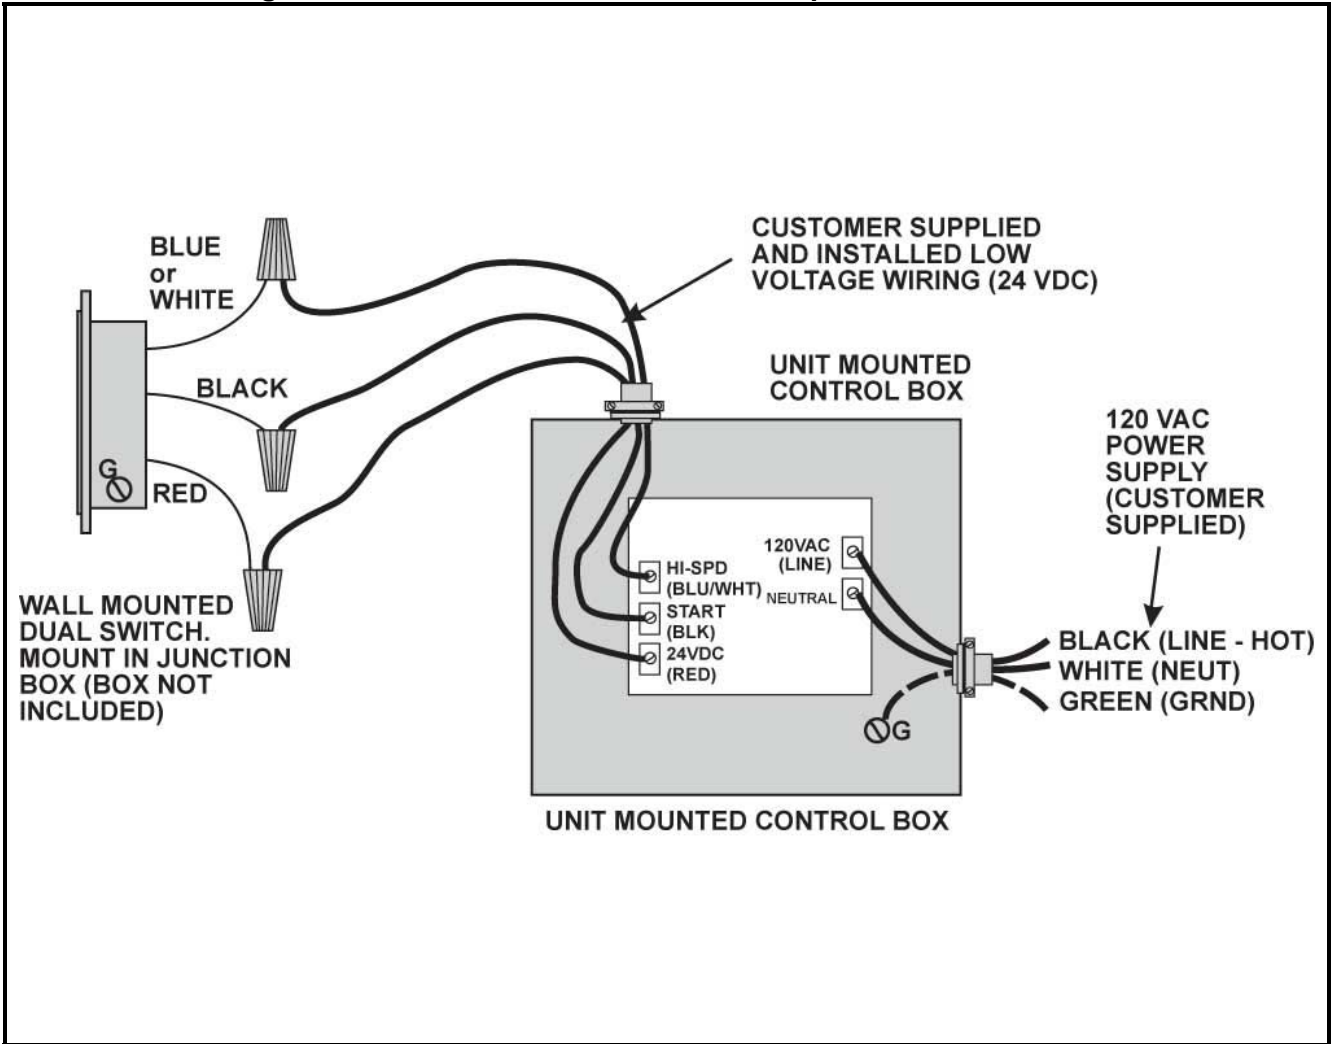 BLUE
or
WHITE
BLACK
G
RED
WALL MOUNTED
DUAL SWITCH.
MOUNT IN JUNCTION
BOX (BOX NOT
INCLUDED)
CUSTOMER SUPPLIED
AND INSTALLED LOW
VOLTAGE WIRING (24 VDC)
UNIT MOUNTED
CONTROL BOX
HI-SPD
(BLU/WHT)
START
(BLK)
24VDC
(RED)
120VAC
(LINE)
NEUTRAL
G
120 VAC
POWER
SUPPLY
(CUSTOMER
SUPPLIED)
BLACK (LINE - HOT)
WHITE (NEUT)
GREEN (GRND)
UNIT MOUNTED CONTROL BOX